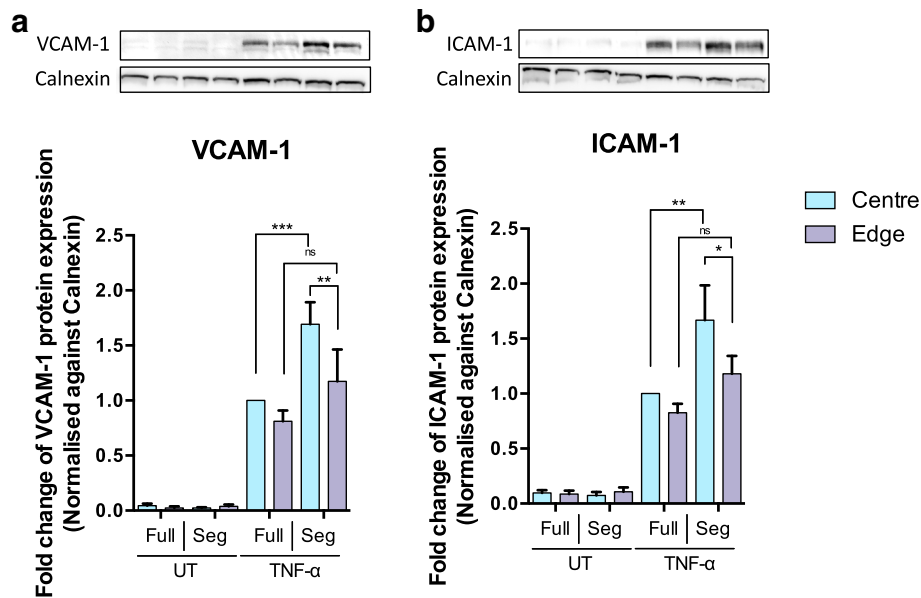 a
VCAM-1
Calnexin
VCAM-1
Fold change of VCAM-1 protein expression
(Normalised against Calnexin)
2.5
2.0
1.5
1.0
0.5
0.0
***
ns
**
Full Seg Full Seg
UT TNF-α
b
ICAM-1
Calnexin
ICAM-1
Fold change of ICAM-1 protein expression
(Normalised against Calnexin)
2.5
2.0
1.5
1.0
0.5
0.0
**
ns
*
Full Seg Full Seg
UT TNF-α
Centre
Edge